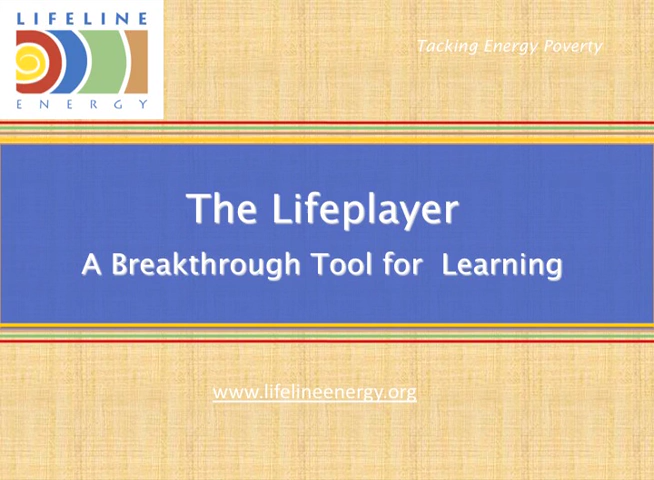 LIFELINE
ENERGY
Tacking Energy Poverty
The Lifeplayer
A Breakthrough Tool for Learning
www.lifelineenergy.org